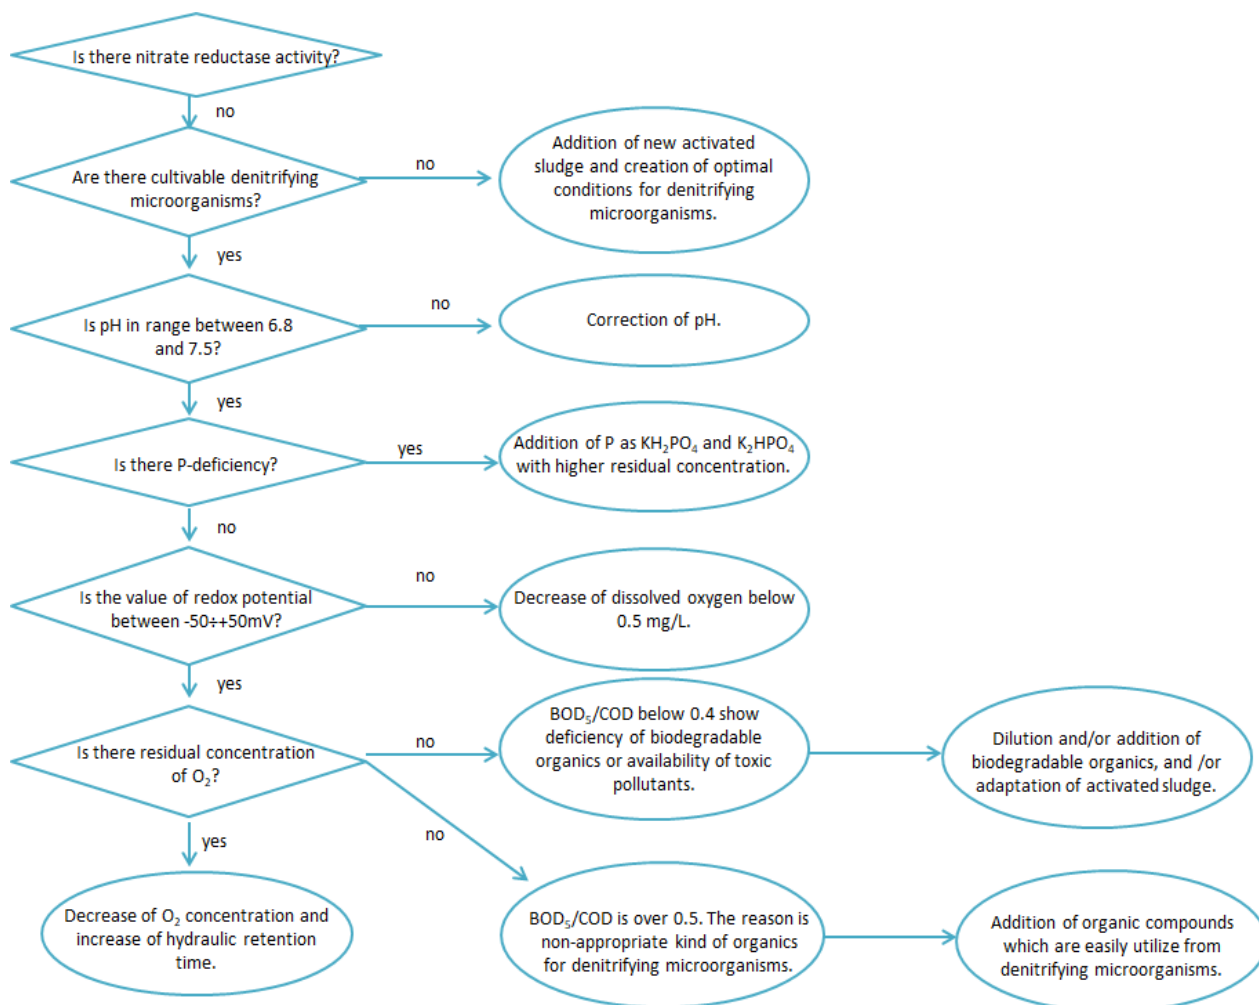 Is there nitrate reductase activity?
no
Are there cultivable denitrifying
microorganisms?
no
Addition of new activated
sludge and creation of optimal
conditions for denitrifying
microorganisms.
yes
Is pH in range between 6.8
and 7.5?
no
Correction of pH.
yes
Is there P-deficiency?
yes
Addition of P as KH₂PO₄ and K₂HPO₄
with higher residual concentration.
no
Is the value of redox potential
between -50÷+50mV?
no
Decrease of dissolved oxygen below
0.5 mg/L.
yes
Is there residual concentration
of O₂?
no
BOD₅/COD below 0.4 show
deficiency of biodegradable
organics or availability of toxic
pollutants.
Dilution and/or addition of
biodegradable organics, and /or
adaptation of activated sludge.
yes
no
Decrease of O₂ concentration and
increase of hydraulic retention
time.
BOD₅/COD is over 0.5. The reason is
non-appropriate kind of organics
for denitrifying microorganisms.
Addition of organic compounds
which are easily utilize from
denitrifying microorganisms.